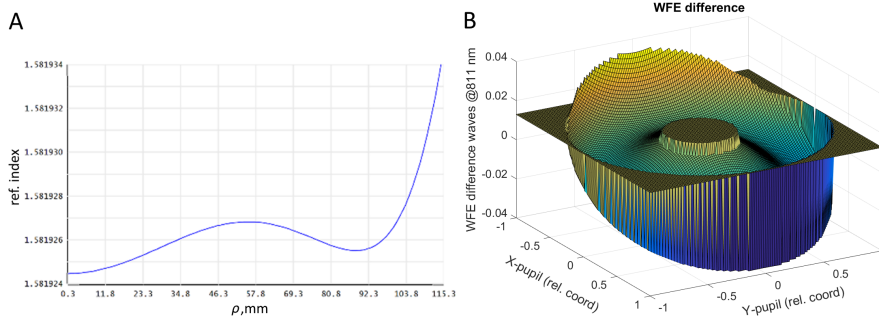 A
1.581934
1.581932
1.581930
1.581928
1.581926
1.581924
ref. index
0.3 11.8 23.3 34.8 46.3 57.8 69.3 80.8 92.3 103.8 115.3
ρ,mm
B
WFE difference
0.04
0.02
0
-0.02
-0.04
WFE difference waves @811 nm
-1
-0.5
0
0.5
1
X-pupil (rel. coord)
-1
-0.5
0
0.5
Y-pupil (rel. coord)